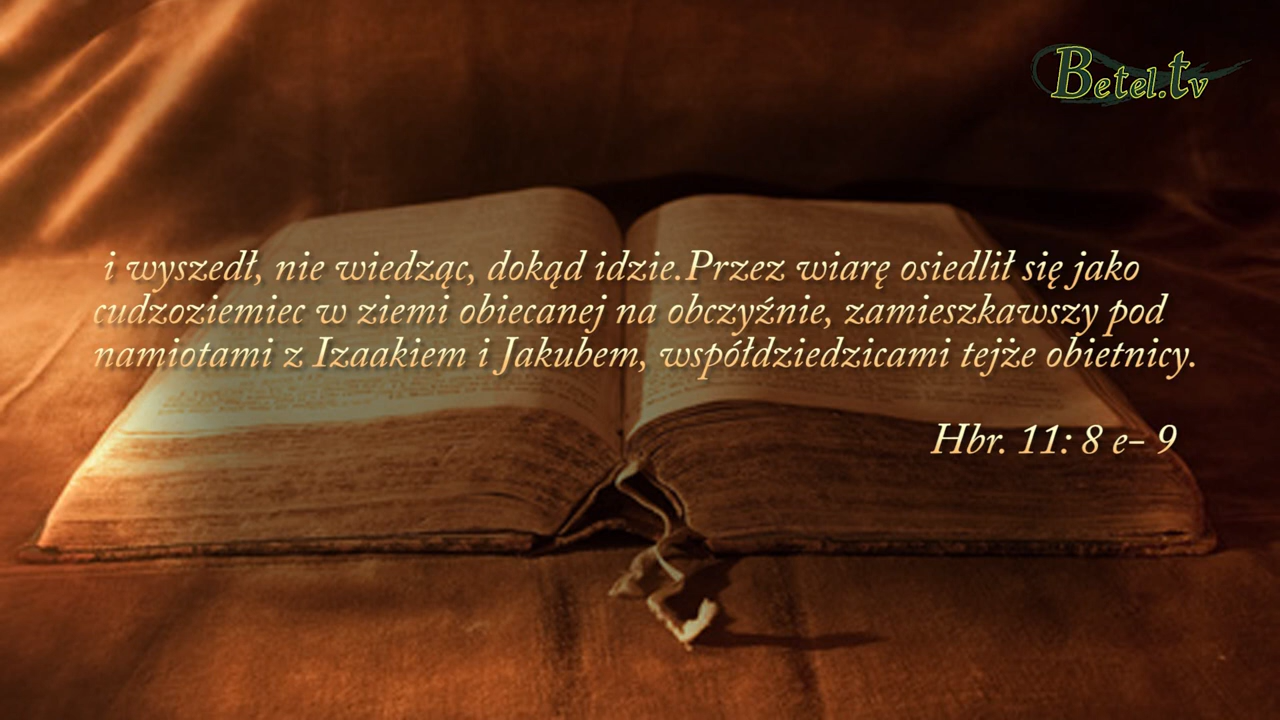 Betel.tv
i wyszedł, nie wiedząc, dokąd idzie.Przez wiarę osiedlił się jako
cudzoziemiec w ziemi obiecanej na obczyźnie, zamieszkawszy pod
namiotami z Izaakiem i Jakubem, współdziedzicami tejże obietnicy.
Hbr. 11: 8 e- 9